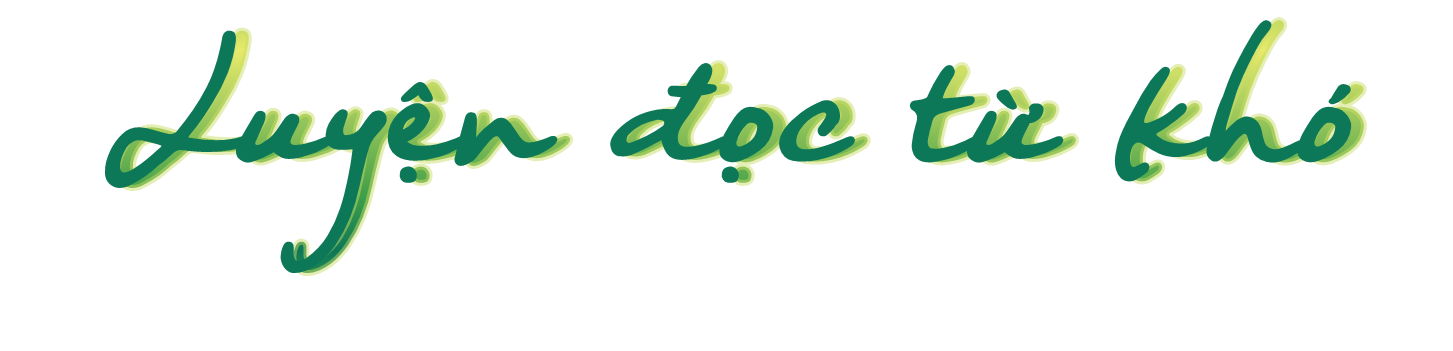 Luyện đọc từ khó